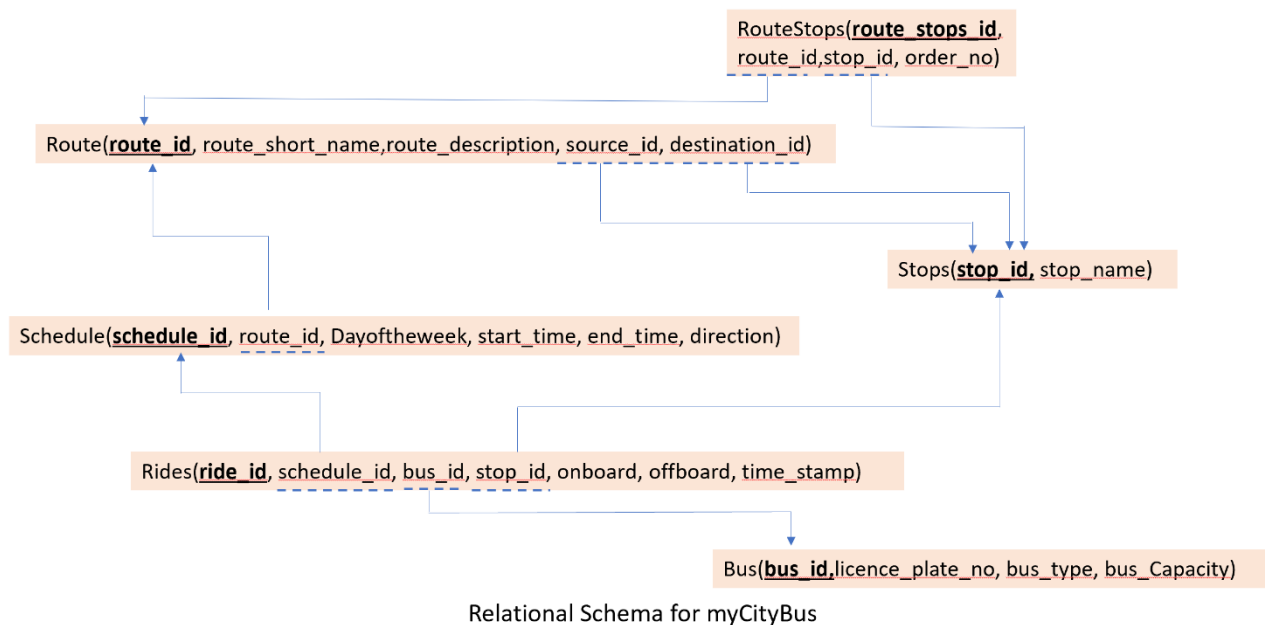 RouteStops(route_stops_id,
route_id,stop_id, order_no)
Route(route_id, route_short_name,route_description, source_id, destination_id)
Stops(stop_id, stop_name)
Schedule(schedule_id, route_id, Dayoftheweek, start_time, end_time, direction)
Rides(ride_id, schedule_id, bus_id, stop_id, onboard, offboard, time_stamp)
Bus(bus_id,licence_plate_no, bus_type, bus_Capacity)
Relational Schema for myCityBus